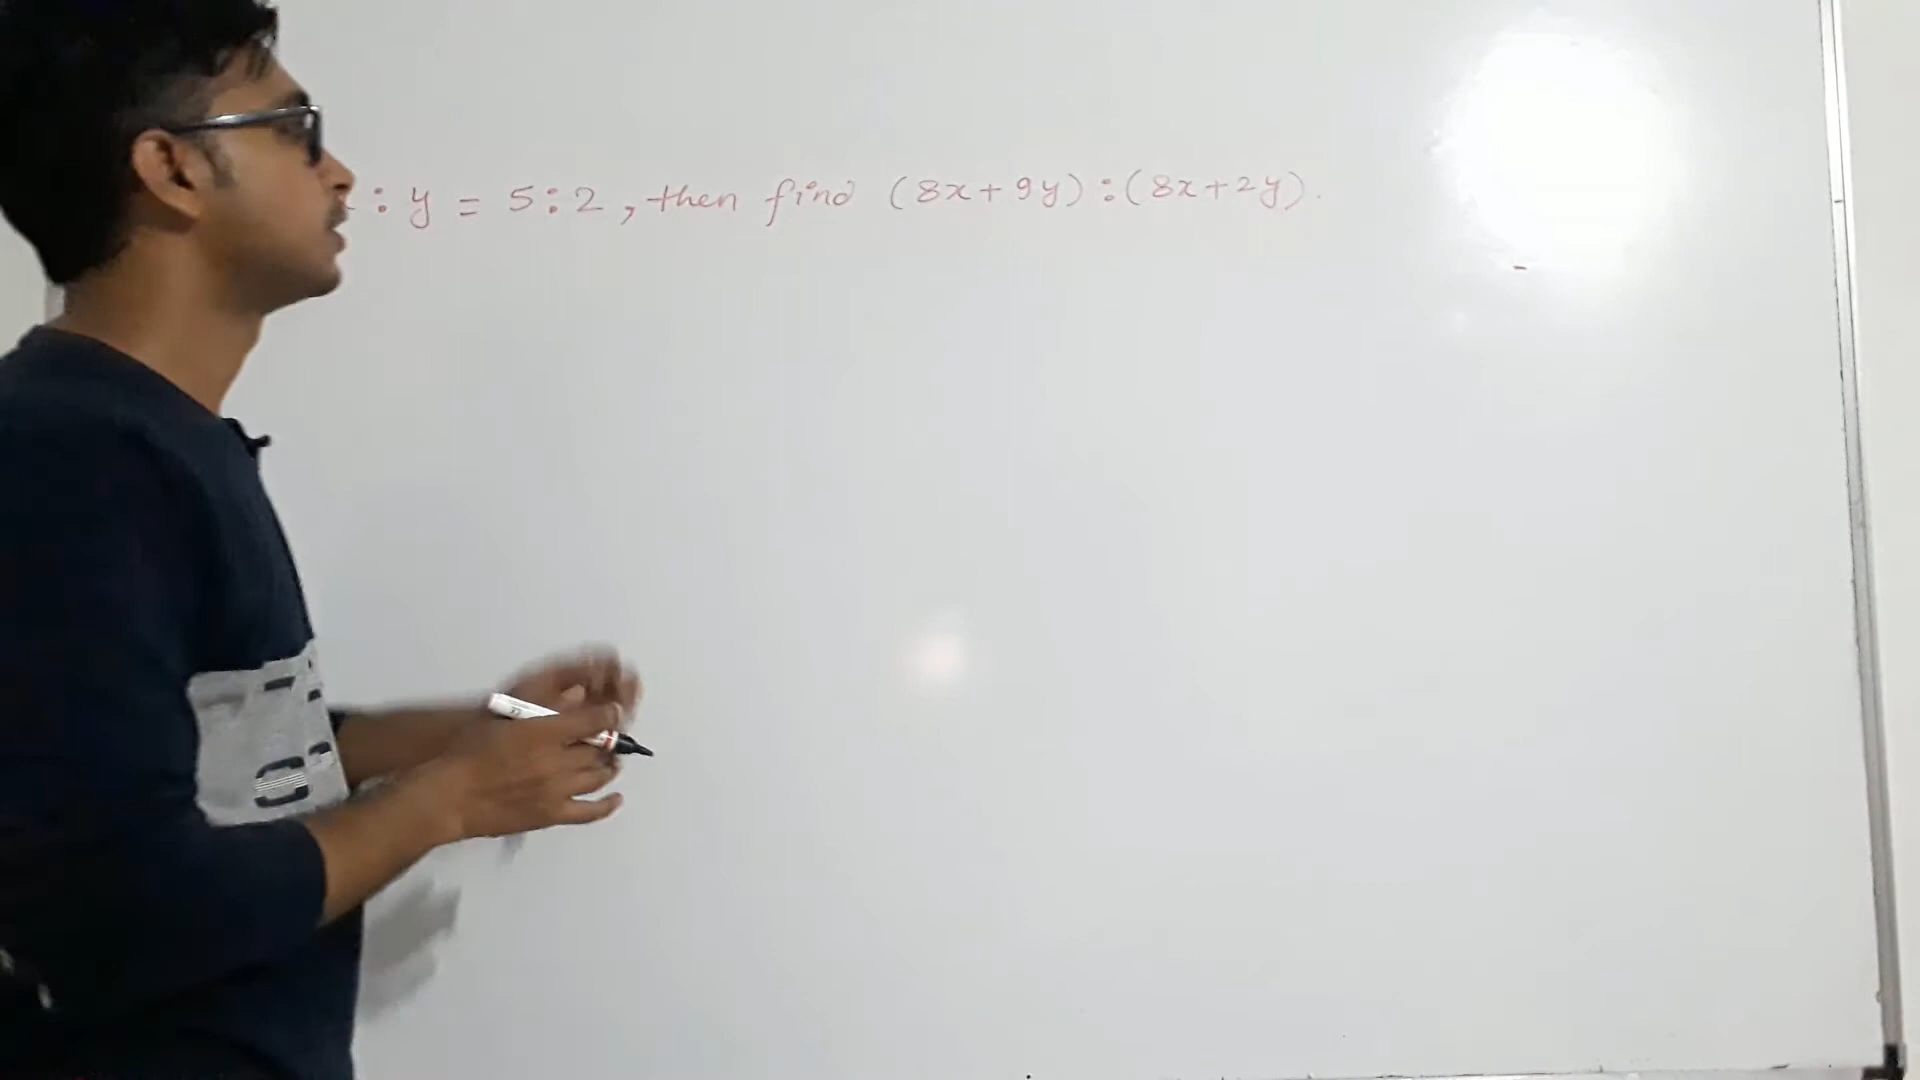 : y = 5:2, then find (8x+9y):(8x+2y).